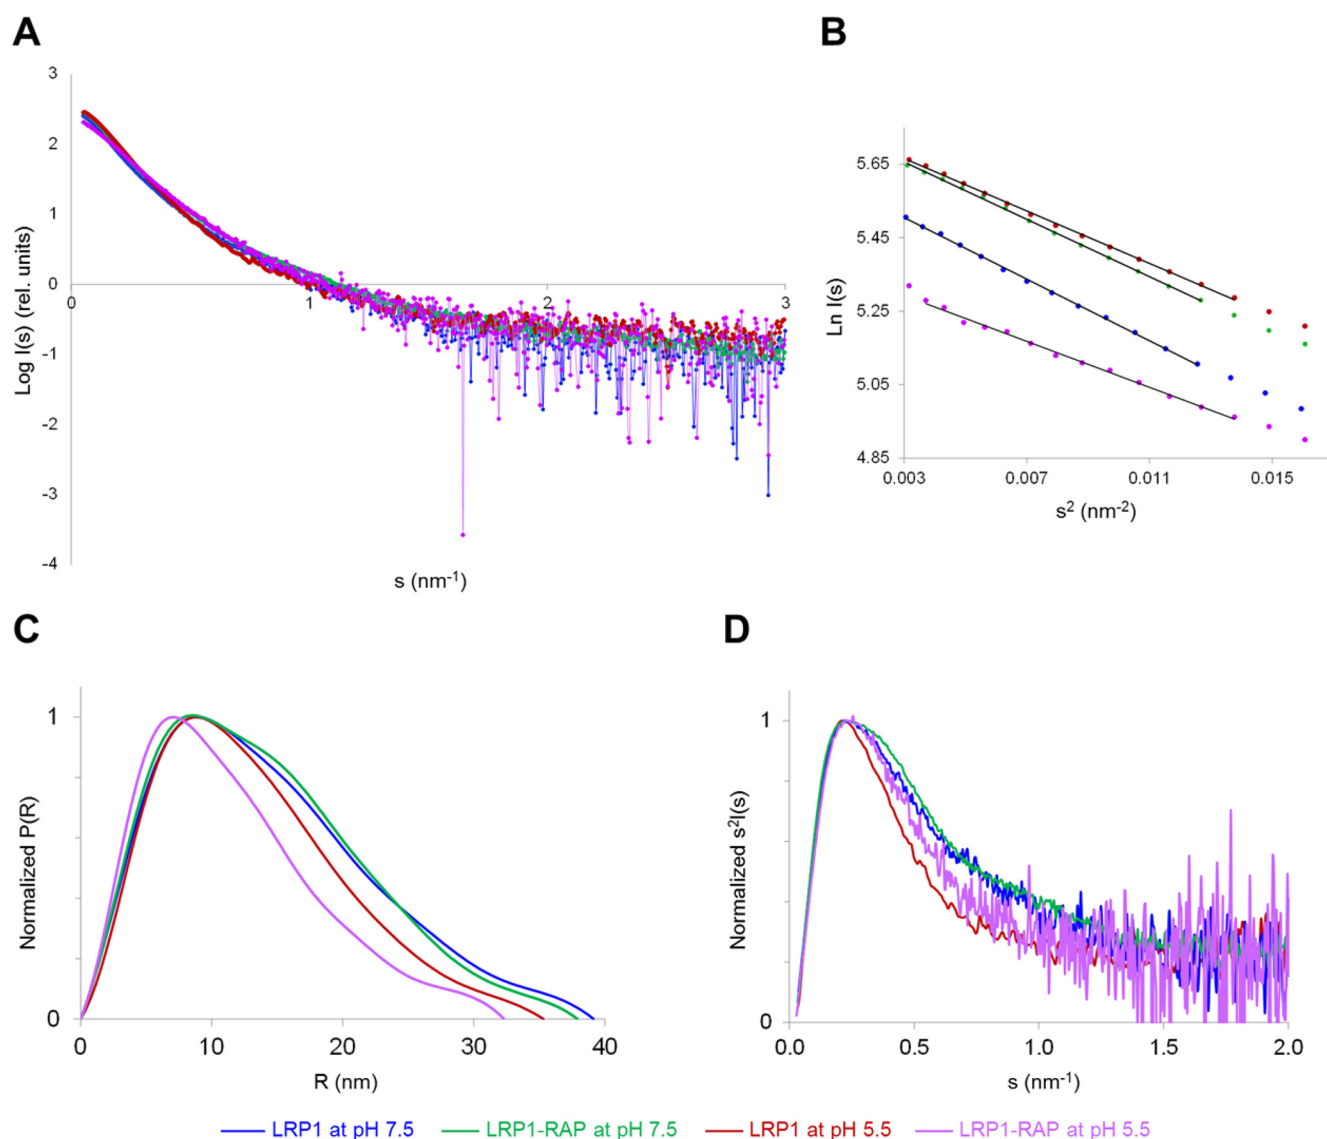 A
B
3
2
1
0
-1
-2
-3
-4
0
1
2
3
Log I(s) (rel. units)
s (nm-1)
5.65
5.45
5.25
5.05
4.85
0.003
0.007
0.011
0.015
Ln I(s)
s2 (nm-2)
C
D
1
0
0
10
20
30
40
Normalized P(R)
R (nm)
1
0
0.0
0.5
1.0
1.5
2.0
Normalized s2I(s)
s (nm-1)
LRP1 at pH 7.5
LRP1-RAP at pH 7.5
LRP1 at pH 5.5
LRP1-RAP at pH 5.5